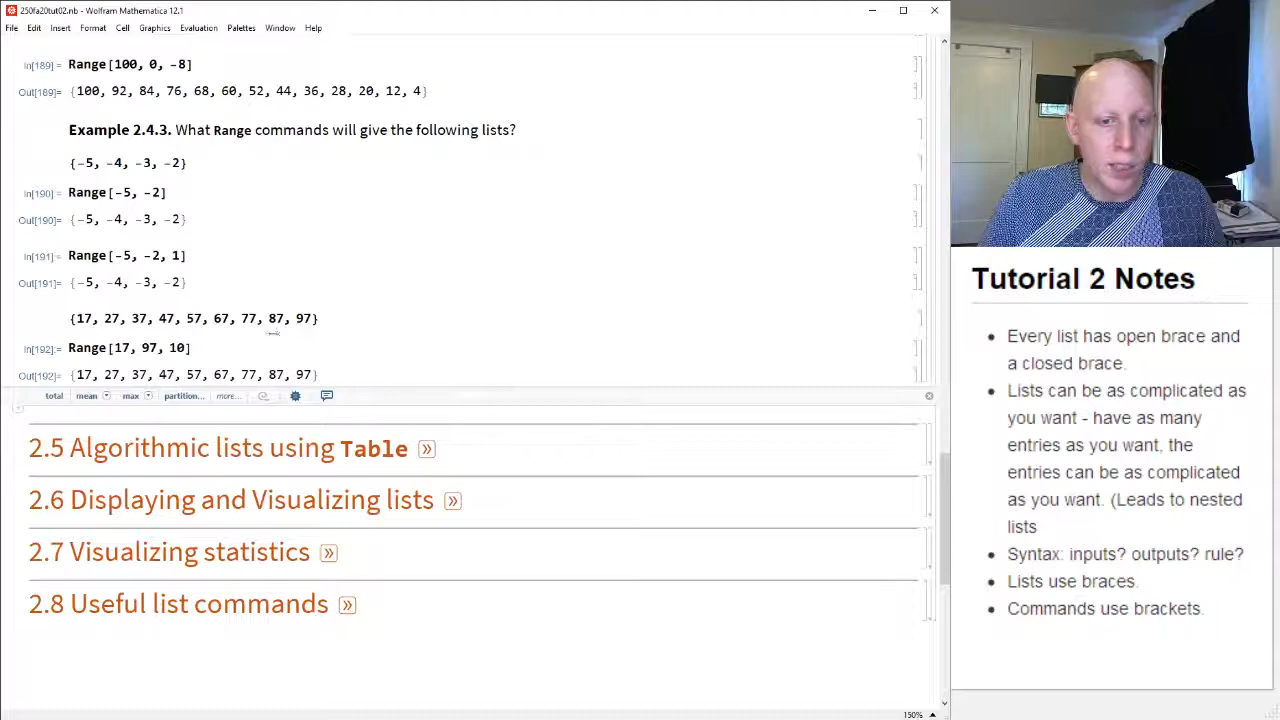 250fa20tut02.nb - Wolfram Mathematica 12.1
File Edit Insert Format Cell Graphics Evaluation Palettes Window Help
In[189]:= Range[100, 0, -8]
Out[189]= {100, 92, 84, 76, 68, 60, 52, 44, 36, 28, 20, 12, 4}
Example 2.4.3. What Range commands will give the following lists?
{-5, -4, -3, -2}
In[190]:= Range[-5, -2]
Out[190]= {-5, -4, -3, -2}
In[191]:= Range[-5, -2, 1]
Out[191]= {-5, -4, -3, -2}
{17, 27, 37, 47, 57, 67, 77, 87, 97}
In[192]:= Range[17, 97, 10]
Out[192]= {17, 27, 37, 47, 57, 67, 77, 87, 97}
total mean max partition... more...
2.5 Algorithmic lists using Table
2.6 Displaying and Visualizing lists
2.7 Visualizing statistics
2.8 Useful list commands
150%
Tutorial 2 Notes
• Every list has open brace and
a closed brace.
• Lists can be as complicated as
you want - have as many
entries as you want, the
entries can be as complicated
as you want. (Leads to nested
lists
• Syntax: inputs? outputs? rule?
• Lists use braces.
• Commands use brackets.